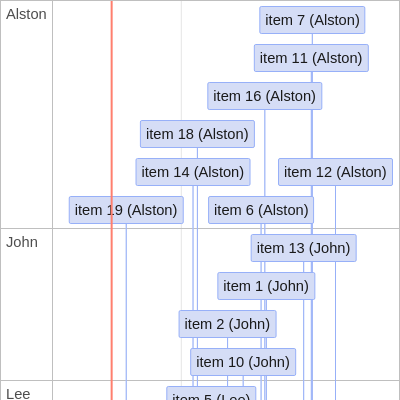 Alston
item 7 (Alston)
item 11 (Alston)
item 16 (Alston)
item 18 (Alston)
item 14 (Alston)
item 12 (Alston)
item 19 (Alston)
item 6 (Alston)
John
item 13 (John)
item 1 (John)
item 2 (John)
item 10 (John)
Lee
item 5 (Lee)